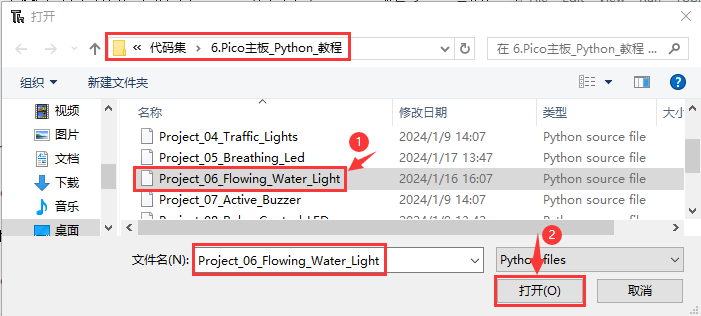 打开
« 代码集 › 6.Pico主板_Python_教程
在 6.Pico主板_Python_教程 ...
组织 新建文件夹
名称 修改日期 类型 大小
视频
图片
文档
下载
音乐
桌面
Project_04_Traffic_Lights 2024/1/9 14:07 Python source file
1
Project_05_Breathing_Led 2024/1/17 13:47 Python source file
Project_06_Flowing_Water_Light 2024/1/16 16:07 Python source file
Project_07_Active_Buzzer 2024/1/9 14:07 Python source file
2
文件名(N): Project_06_Flowing_Water_Light Python files
打开(O) 取消